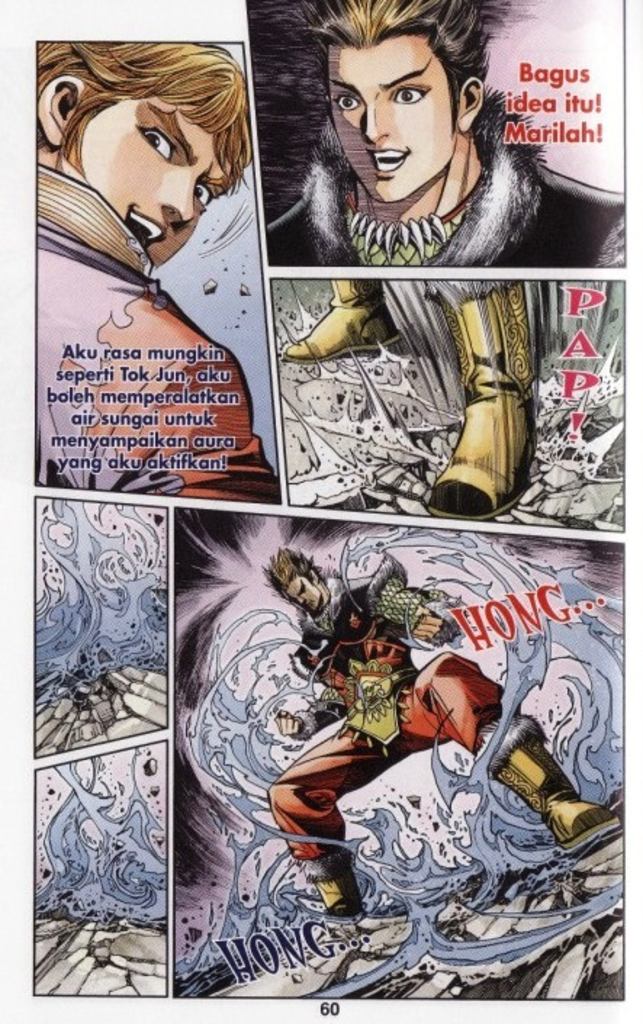 Aku rasa mungkin
seperti Tok Jun, aku
boleh memperalatkan
air sungai untuk
menyampaikan aura
yang aku aktifkan!
Bagus
idea itu!
Marilah!
PAP!
HONG...
HONG...
60